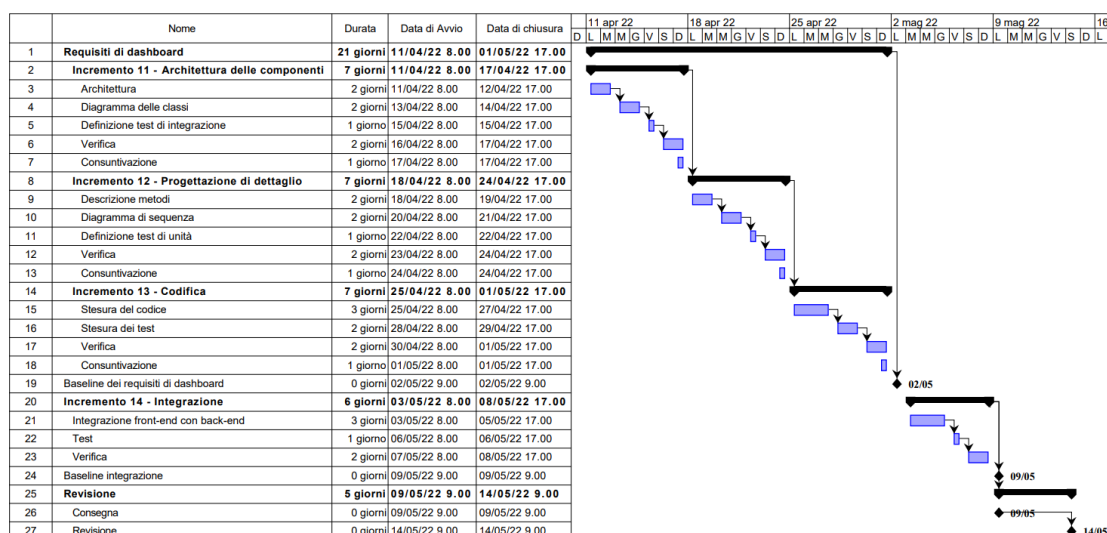 11 apr 22 18 apr 22 25 apr 22 2 mag 22 9 mag 22 16
Nome Durata Data di Avvio Data di chiusura D L M M G V S D L M M G V S D L M M G V S D L M M G V S D L M M G V S D L
1 Requisiti di dashboard 21 giorni 11/04/22 8.00 01/05/22 17.00
2 Incremento 11 - Architettura delle componenti 7 giorni 11/04/22 8.00 17/04/22 17.00
3 Architettura 2 giorni 11/04/22 8.00 12/04/22 17.00
4 Diagramma delle classi 2 giorni 13/04/22 8.00 14/04/22 17.00
5 Definizione test di integrazione 1 giorno 15/04/22 8.00 15/04/22 17.00
6 Verifica 2 giorni 16/04/22 8.00 17/04/22 17.00
7 Consuntivazione 1 giorno 17/04/22 8.00 17/04/22 17.00
8 Incremento 12 - Progettazione di dettaglio 7 giorni 18/04/22 8.00 24/04/22 17.00
9 Descrizione metodi 2 giorni 18/04/22 8.00 19/04/22 17.00
10 Diagramma di sequenza 2 giorni 20/04/22 8.00 21/04/22 17.00
11 Definizione test di unità 1 giorno 22/04/22 8.00 22/04/22 17.00
12 Verifica 2 giorni 23/04/22 8.00 24/04/22 17.00
13 Consuntivazione 1 giorno 24/04/22 8.00 24/04/22 17.00
14 Incremento 13 - Codifica 7 giorni 25/04/22 8.00 01/05/22 17.00
15 Stesura del codice 3 giorni 25/04/22 8.00 27/04/22 17.00
16 Stesura dei test 2 giorni 28/04/22 8.00 29/04/22 17.00
17 Verifica 2 giorni 30/04/22 8.00 01/05/22 17.00
18 Consuntivazione 1 giorno 01/05/22 8.00 01/05/22 17.00
19 Baseline dei requisiti di dashboard 0 giorni 02/05/22 9.00 02/05/22 9.00 02/05
20 Incremento 14 - Integrazione 6 giorni 03/05/22 8.00 08/05/22 17.00
21 Integrazione front-end con back-end 3 giorni 03/05/22 8.00 05/05/22 17.00
22 Test 1 giorno 06/05/22 8.00 06/05/22 17.00
23 Verifica 2 giorni 07/05/22 8.00 08/05/22 17.00
24 Baseline integrazione 0 giorni 09/05/22 9.00 09/05/22 9.00 09/05
25 Revisione 5 giorni 09/05/22 9.00 14/05/22 9.00
26 Consegna 0 giorni 09/05/22 9.00 09/05/22 9.00 09/05
27 Revisione 0 giorni 14/05/22 9.00 14/05/22 9.00 14/05